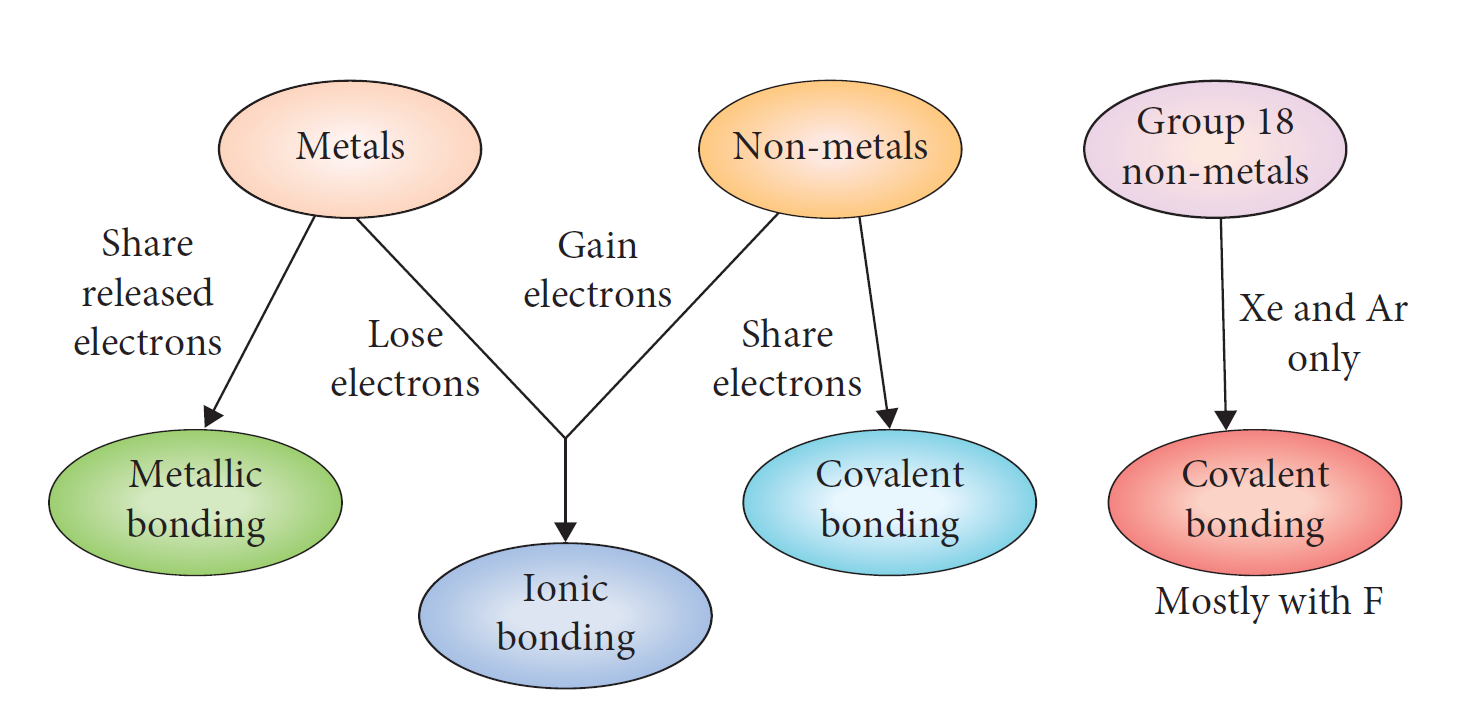 Metals
Non-metals
Group 18
non-metals
Share
released
electrons
Lose
electrons
Gain
electrons
Share
electrons
Xe and Ar
only
Metallic
bonding
Ionic
bonding
Covalent
bonding
Covalent
bonding
Mostly with F